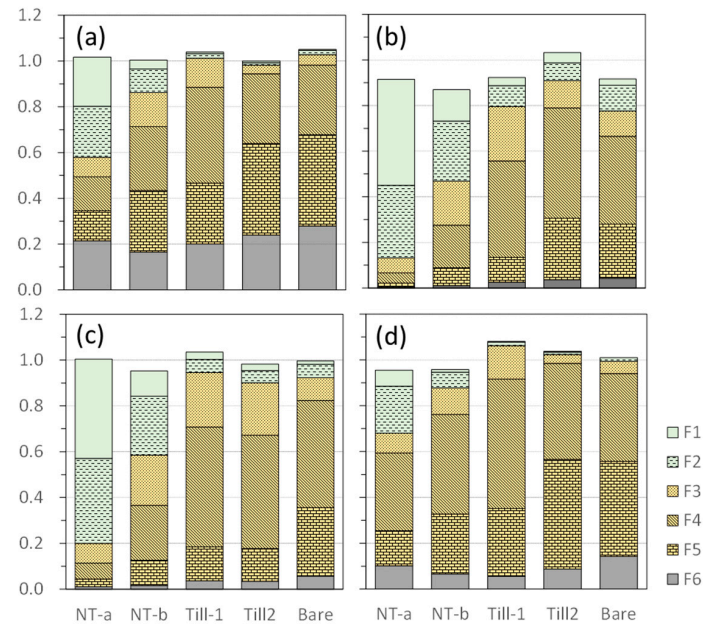 (a)
(b)
1.2
1.0
0.8
0.6
0.4
0.2
0.0
(c)
(d)
1.2
1.0
0.8
0.6
0.4
0.2
0.0
NT-a NT-b Till-1 Till2 Bare
NT-a NT-b Till-1 Till2 Bare
F1
F2
F3
F4
F5
F6